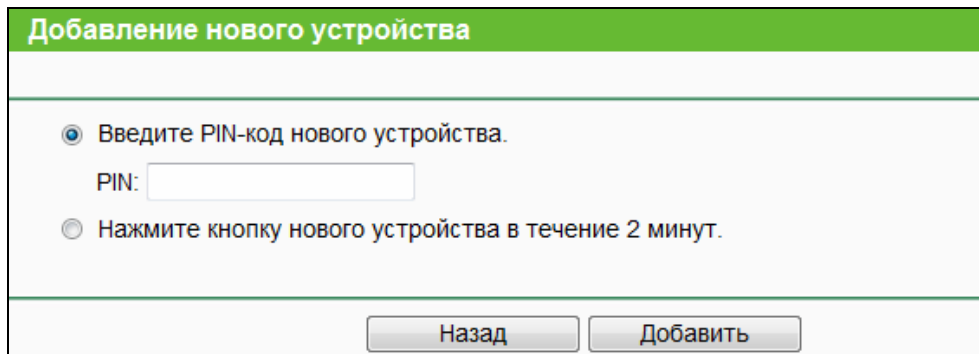 Добавление нового устройства
Введите PIN-код нового устройства.
PIN:
Нажмите кнопку нового устройства в течение 2 минут.
Назад Добавить